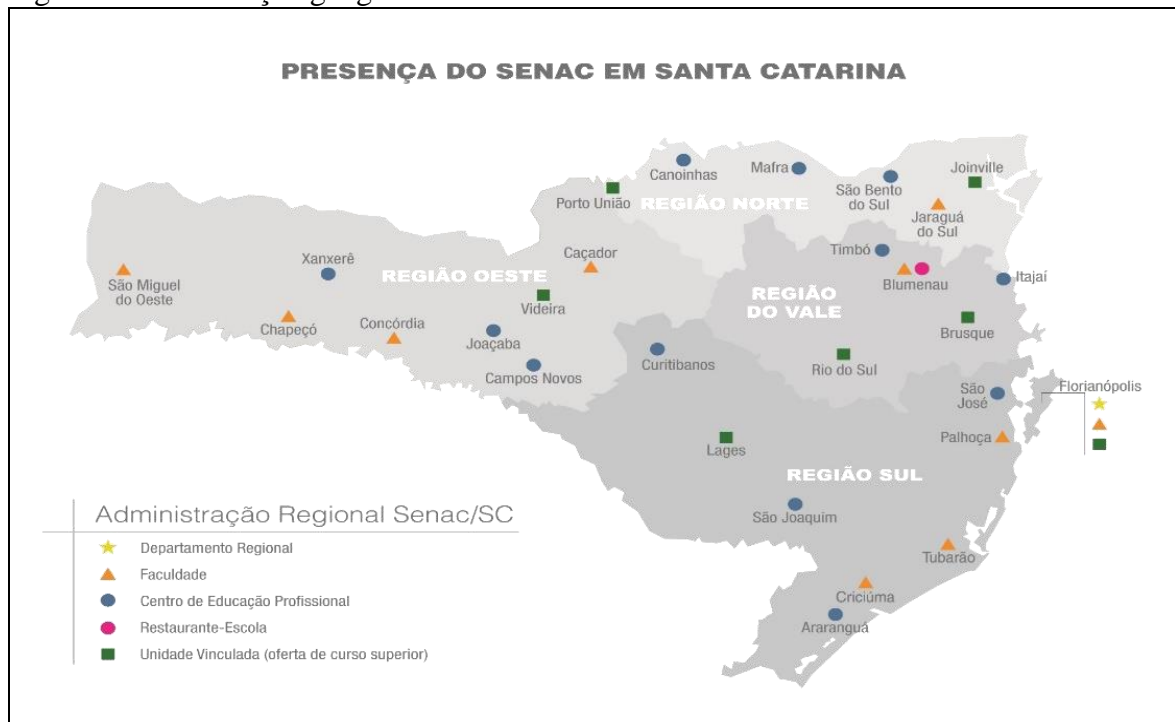 PRESENÇA DO SENAC EM SANTA CATARINA
Canoinhas
Mafra
São Bento
do Sul
Joinville
Porto União
REGIÃO NORTE
Jaraguá
do Sul
Xanxerê
Caçador
Timbó
São Miguel
do Oeste
REGIÃO OESTE
Blumenau
Itajaí
Chapeçó
Concórdia
Videira
REGIÃO
DO VALE
Joaçaba
Brusque
Campos Novos
Curitibanos
Rio do Sul
São
José
Florianópolis
Palhoça
Lages
REGIÃO SUL
São Joaquim
Tubarão
Criciúma
Araranguá
Administração Regional Senac/SC
Departamento Regional
Faculdade
Centro de Educação Profissional
Restaurante-Escola
Unidade Vinculada (oferta de curso superior)